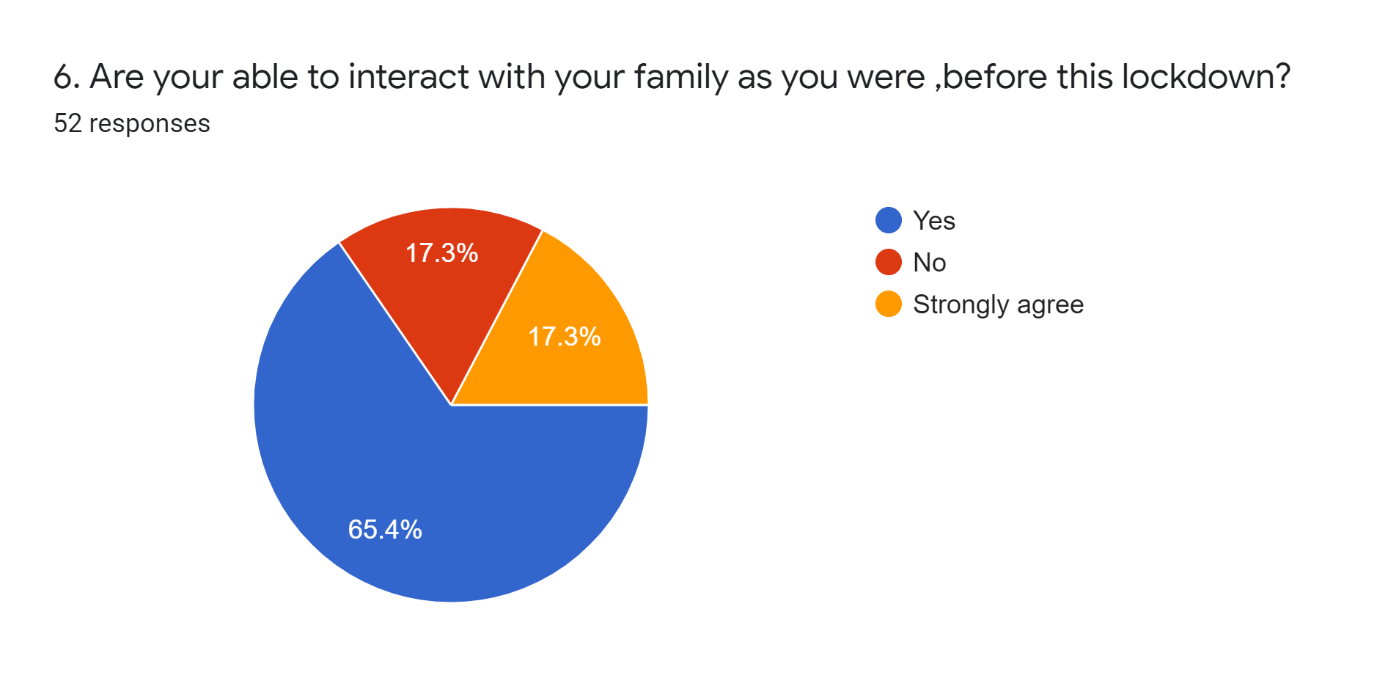 6. Are your able to interact with your family as you were ,before this lockdown?
52 responses
Yes
No
Strongly agree
17.3%
17.3%
65.4%